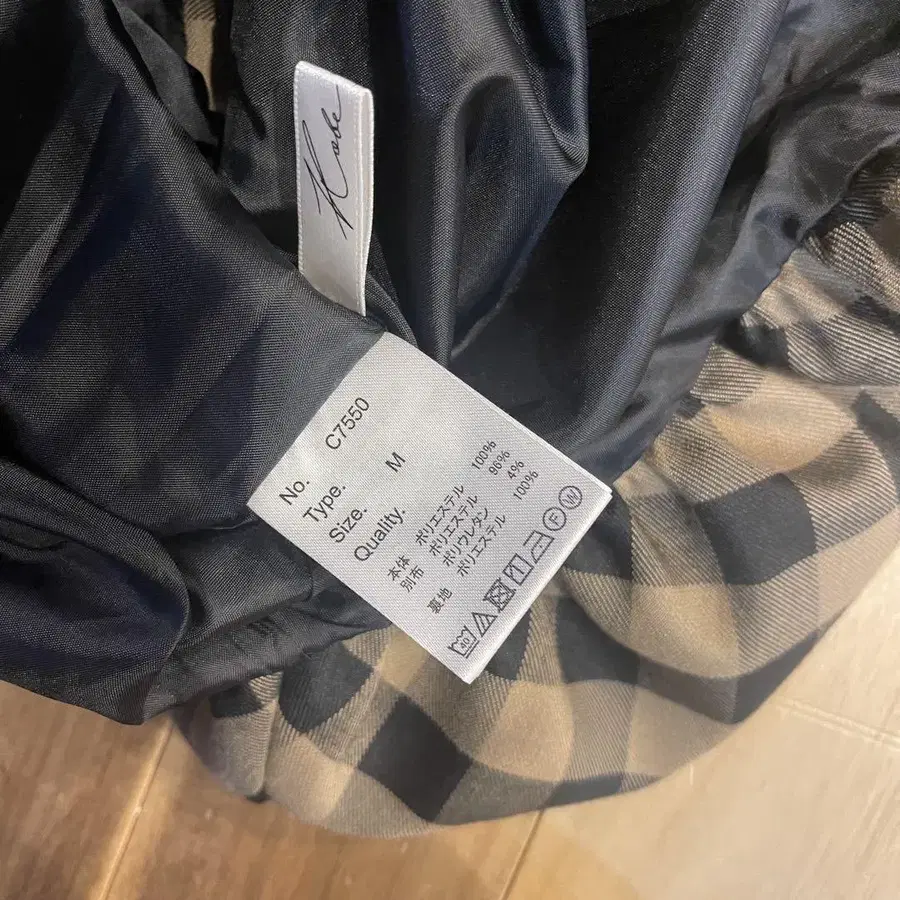 Kobe
No. C7550
Type.
Size. M
Quality.
本体 ポリエステル 100%
別布 ポリエステル 96%
ポリウレタン 4%
裏地 ポリエステル 100%
40
F W